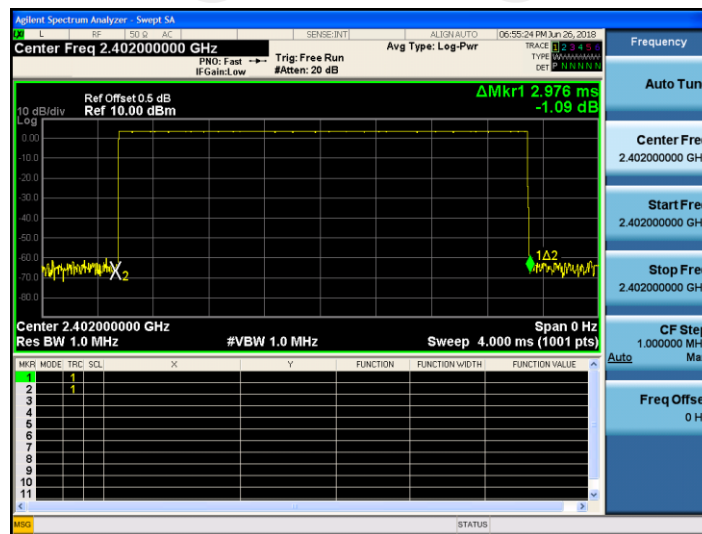 Agilent Spectrum Analyzer - Swept SA
LXI L RF 50 Ω AC SENSE:INT ALIGN AUTO 06:55:24 PM Jun 26, 2018
Center Freq 2.402000000 GHz
PNO: Fast
IFGain:Low
Trig: Free Run
#Atten: 20 dB
Avg Type: Log-Pwr
TRACE 1 2 3 4 5 6
TYPE WWWWWW
DET P N N N N N
Ref Offset 0.5 dB
10 dB/div Ref 10.00 dBm
Log
ΔMkr1 2.976 ms
-1.09 dB
0.00
-10.0
-20.0
-30.0
-40.0
-50.0
-60.0
-70.0
-80.0
X2
1Δ2
Center 2.402000000 GHz Span 0 Hz
Res BW 1.0 MHz #VBW 1.0 MHz Sweep 4.000 ms (1001 pts)
MKR MODE TRC SCL X Y FUNCTION FUNCTION WIDTH FUNCTION VALUE
1 1
2 1
3
4
5
6
7
8
9
10
11
MSG STATUS
Frequency
Auto Tun
Center Fre
2.402000000 GH
Start Fre
2.402000000 GH
Stop Fre
2.402000000 GH
CF Step
1.000000 MH
Auto Ma
Freq Offse
0 H